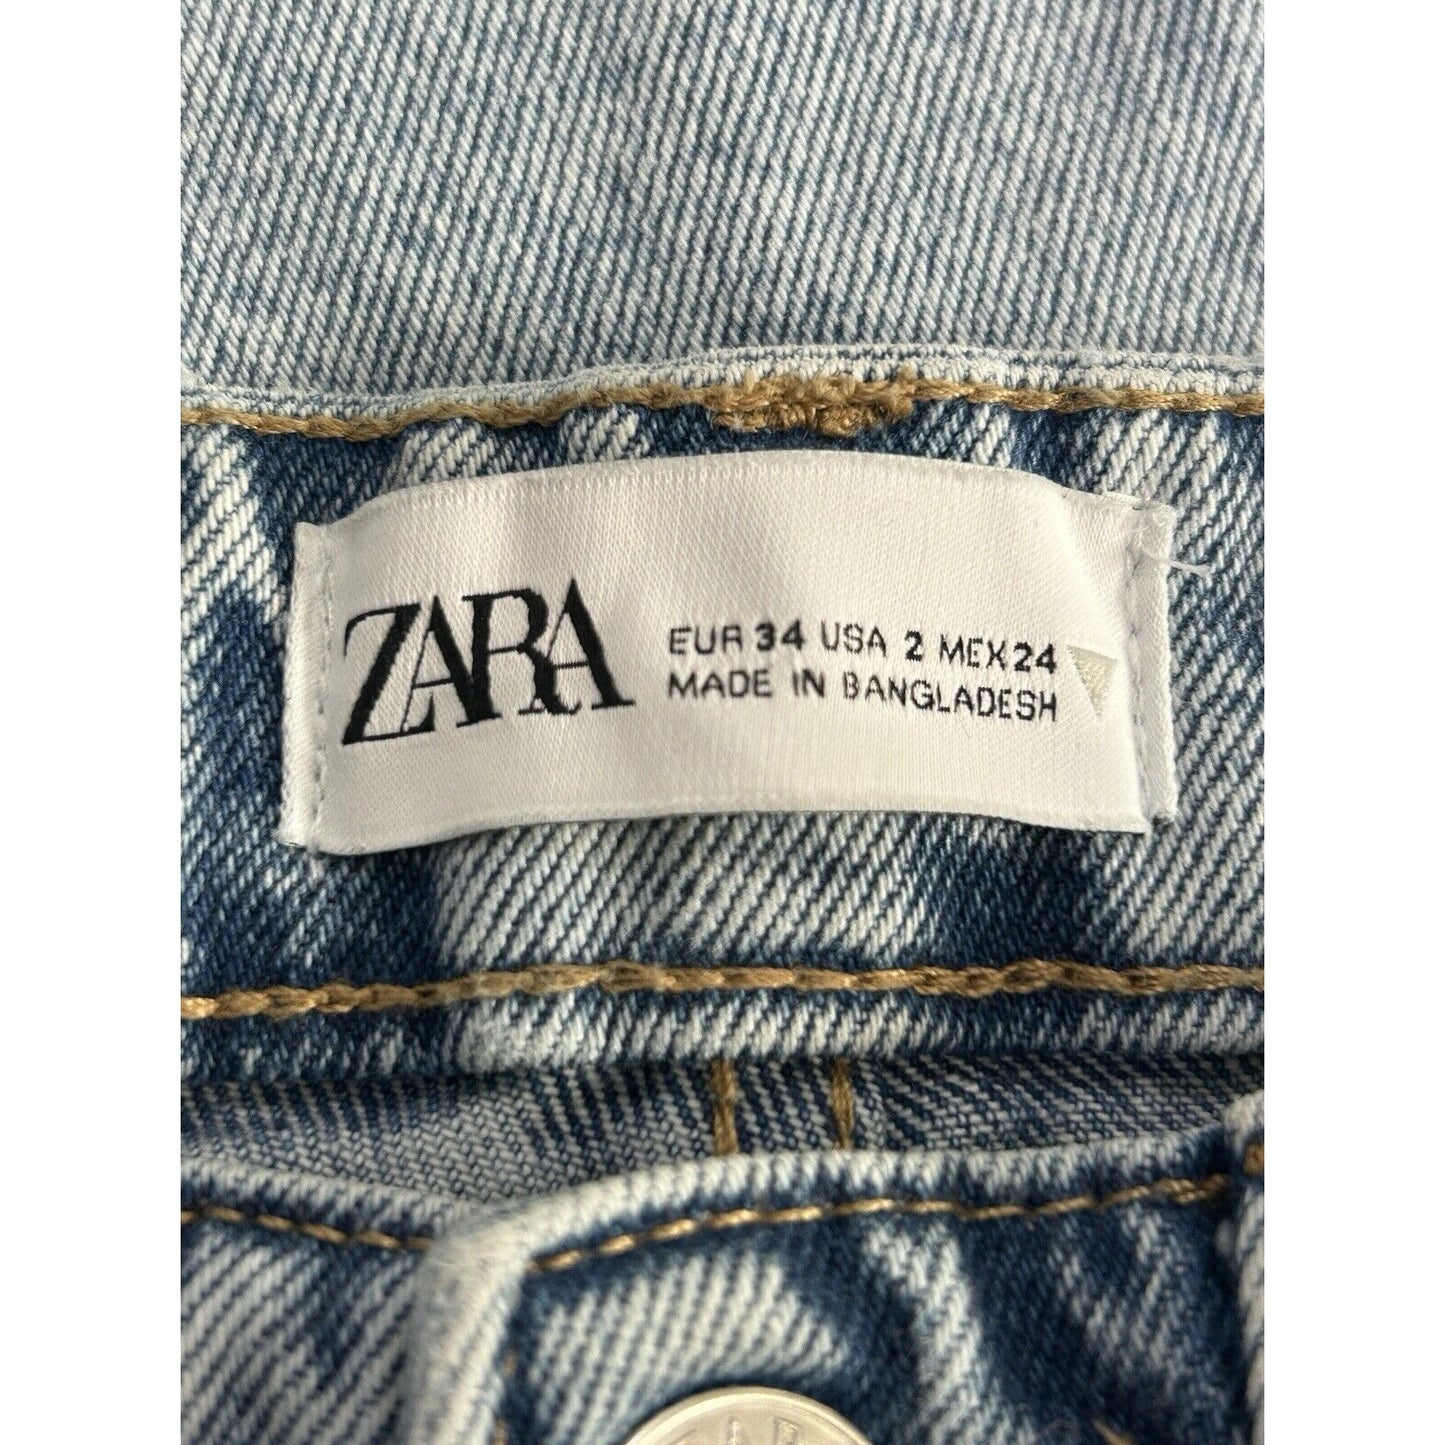 ZARA
EUR 34 USA 2 MEX 24
MADE IN BANGLADESH